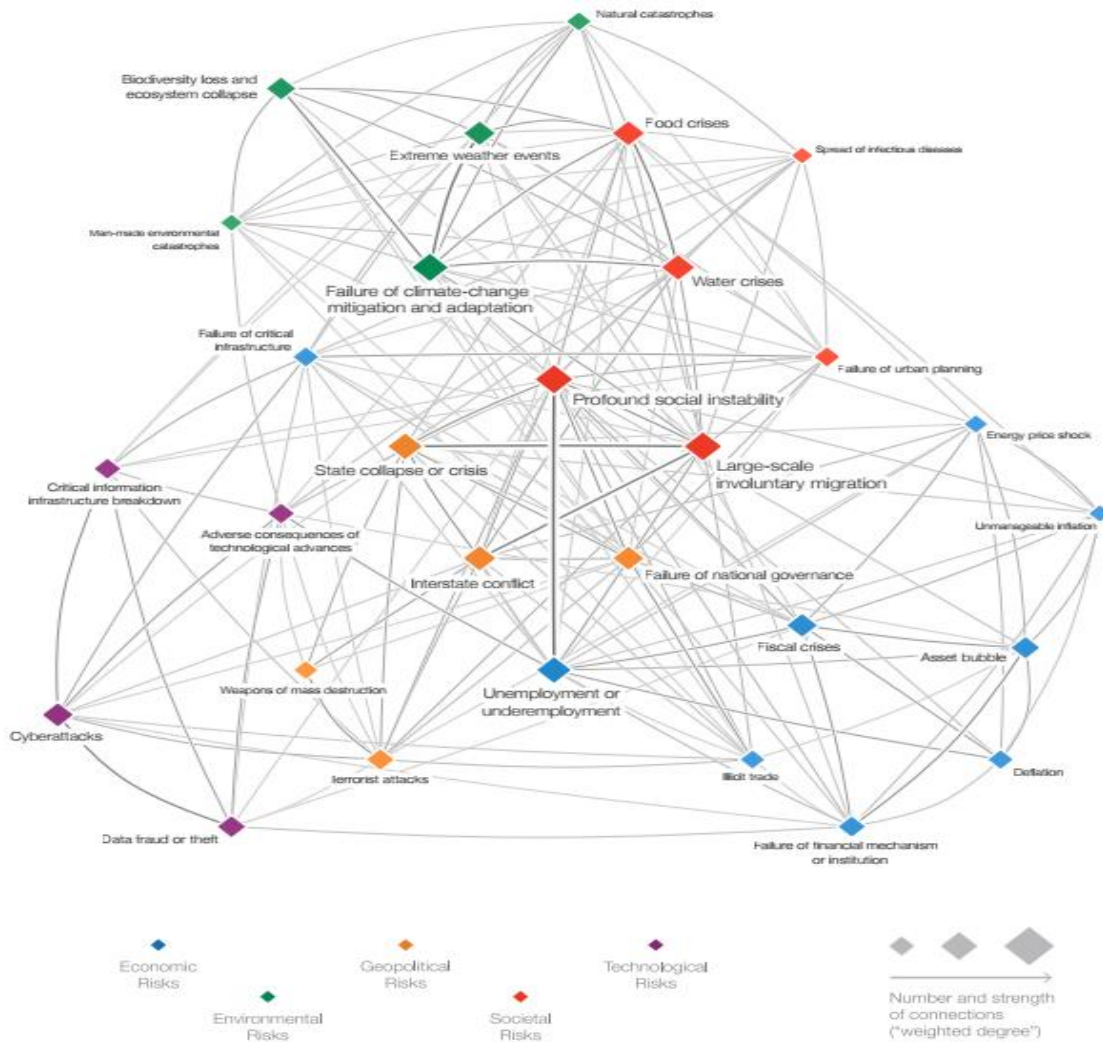 Natural catastrophes
Biodiversity loss and
ecosystem collapse
Food crises
Extreme weather events
Spread of infectious diseases
Man-made environmental
catastrophes
Failure of climate-change
mitigation and adaptation
Water crises
Failure of critical
infrastructure
Failure of urban planning
Profound social instability
Energy price shock
State collapse or crisis
Large-scale
involuntary migration
Critical information
infrastructure breakdown
Unmanageable inflation
Adverse consequences of
technological advances
Interstate conflict
Failure of national governance
Fiscal crises
Asset bubble
Weapons of mass destruction
Unemployment or
underemployment
Cyberattacks
Terrorist attacks
Illicit trade
Deflation
Data fraud or theft
Failure of financial mechanism
or institution
Economic
Risks
Geopolitical
Risks
Technological
Risks
Environmental
Risks
Societal
Risks
Number and strength
of connections
("weighted degree")